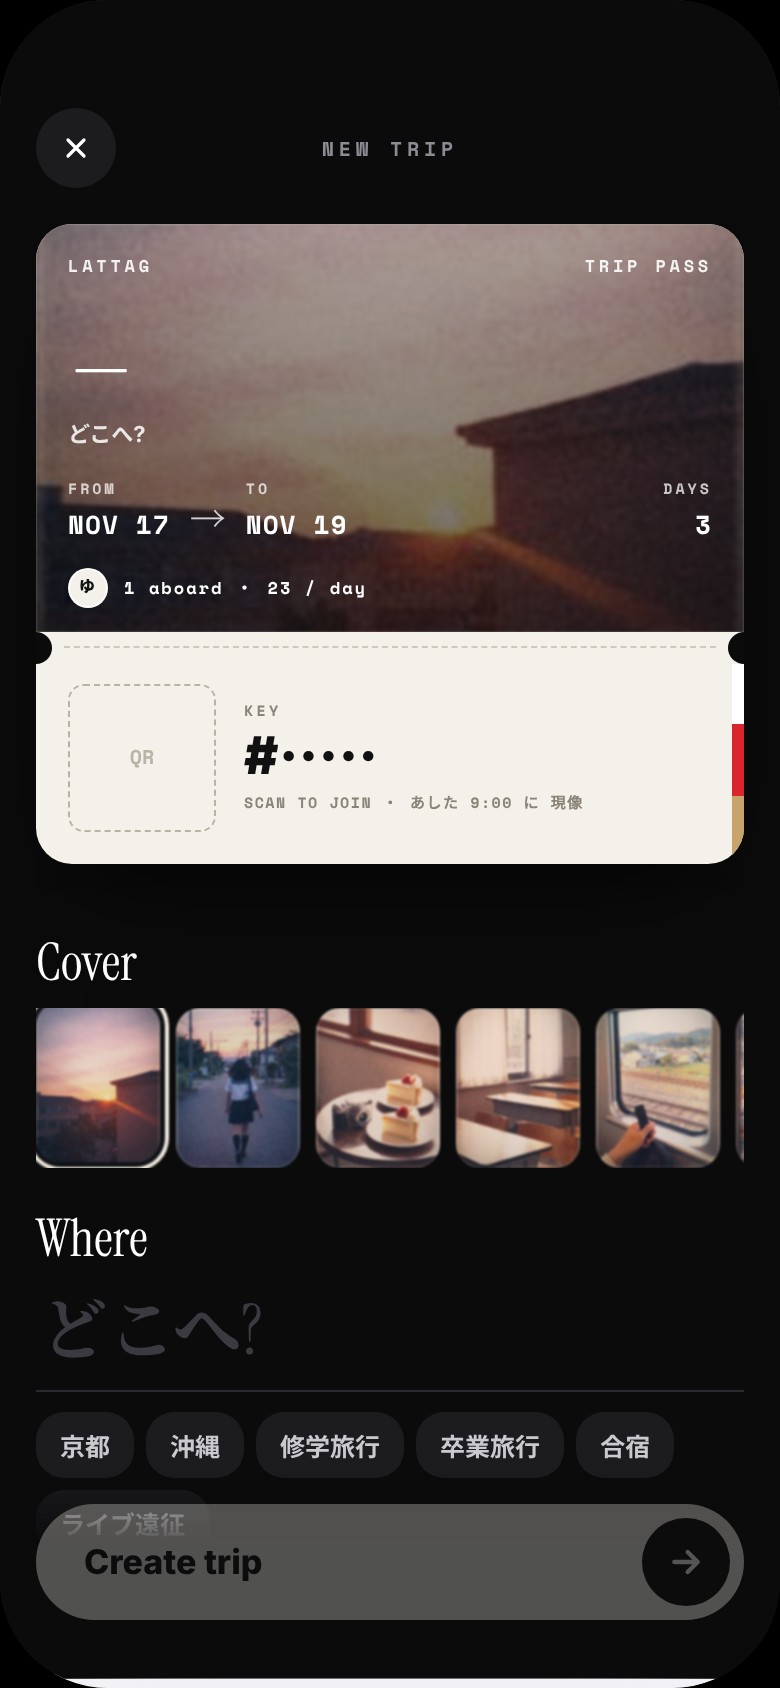 NEW TRIP
LATTAG
TRIP PASS
—
どこへ?
FROM
TO
DAYS
NOV 17 → NOV 19
3
ゆ
1 aboard · 23 / day
QR
KEY
#•••••
SCAN TO JOIN · あした 9:00 に 現像
Cover
Where
どこへ?
京都
沖縄
修学旅行
卒業旅行
合宿
ライブ遠征
Create trip